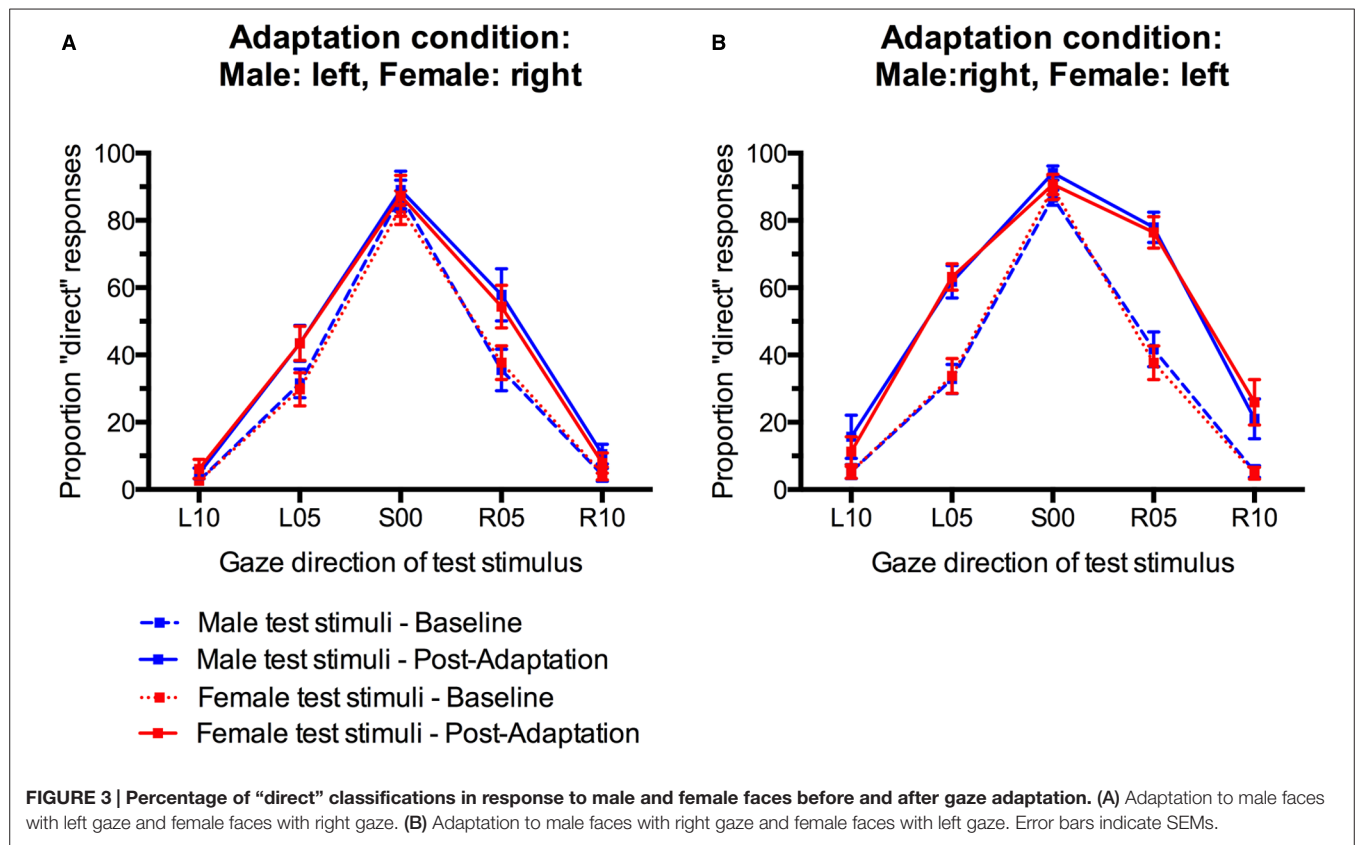 A
Adaptation condition:
Male: left, Female: right
Proportion "direct" responses
100
80
60
40
20
0
L10 L05 S00 R05 R10
Gaze direction of test stimulus
B
Adaptation condition:
Male:right, Female: left
Proportion "direct" responses
100
80
60
40
20
0
L10 L05 S00 R05 R10
Gaze direction of test stimulus
Male test stimuli - Baseline
Male test stimuli - Post-Adaptation
Female test stimuli - Baseline
Female test stimuli - Post-Adaptation
FIGURE 3 | Percentage of “direct” classifications in response to male and female faces before and after gaze adaptation. (A) Adaptation to male faces
with left gaze and female faces with right gaze. (B) Adaptation to male faces with right gaze and female faces with left gaze. Error bars indicate SEMs.